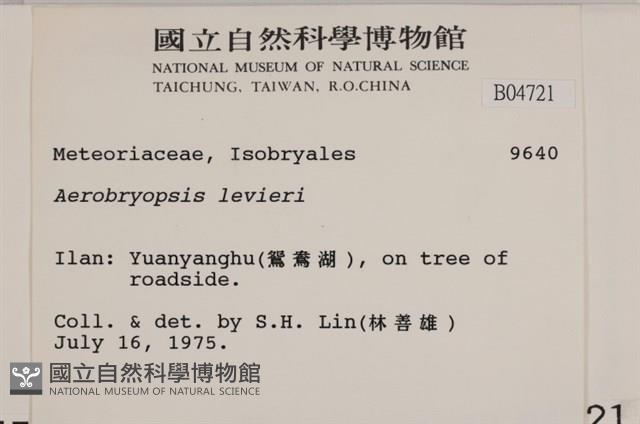 國立自然科學博物館
NATIONAL MUSEUM OF NATURAL SCIENCE
TAICHUNG, TAIWAN, R.O.CHINA
B04721
Meteoriaceae, Isobryales 9640
Aerobryopsis levieri
Ilan: Yuanyanghu(鴛鴦湖), on tree of
roadside.
Coll. & det. by S.H. Lin(林善雄)
July 16, 1975.
國立自然科學博物館
NATIONAL MUSEUM OF NATURAL SCIENCE
21